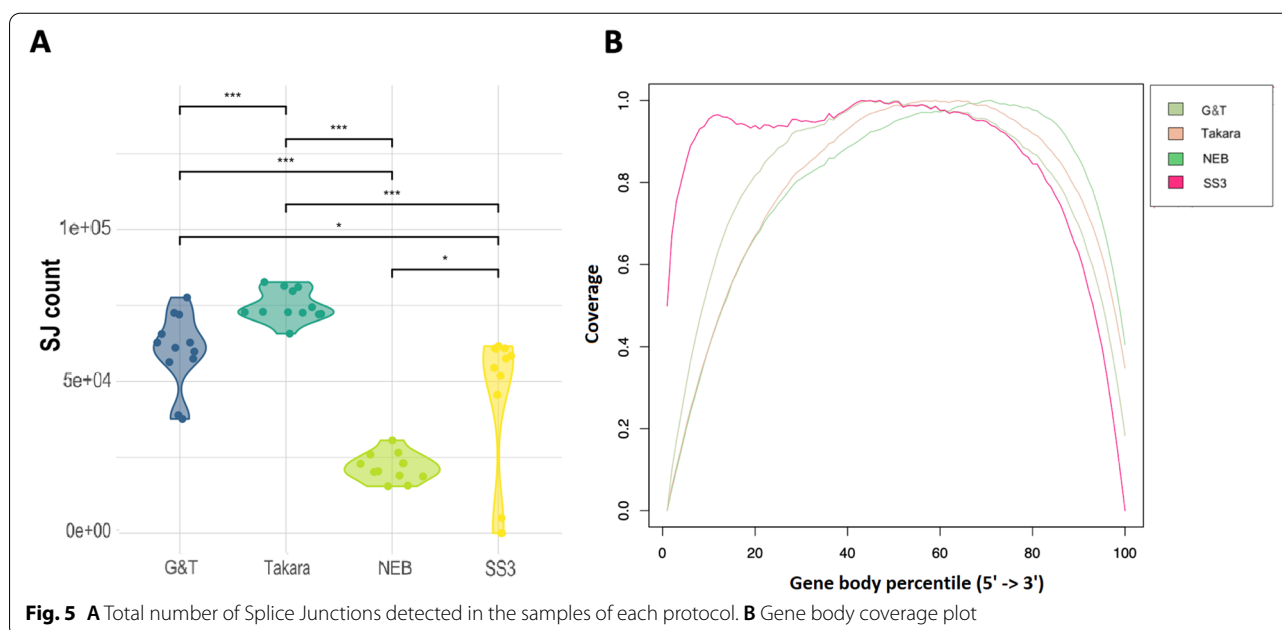 A
B
***
***
***
***
*
*
1e+05
5e+04
0e+00
SJ count
G&T Takara NEB SS3
1.0
0.8
0.6
0.4
0.2
0.0
Coverage
0 20 40 60 80 100
Gene body percentile (5' -> 3')
G&T
Takara
NEB
SS3
Fig. 5 A Total number of Splice Junctions detected in the samples of each protocol. B Gene body coverage plot